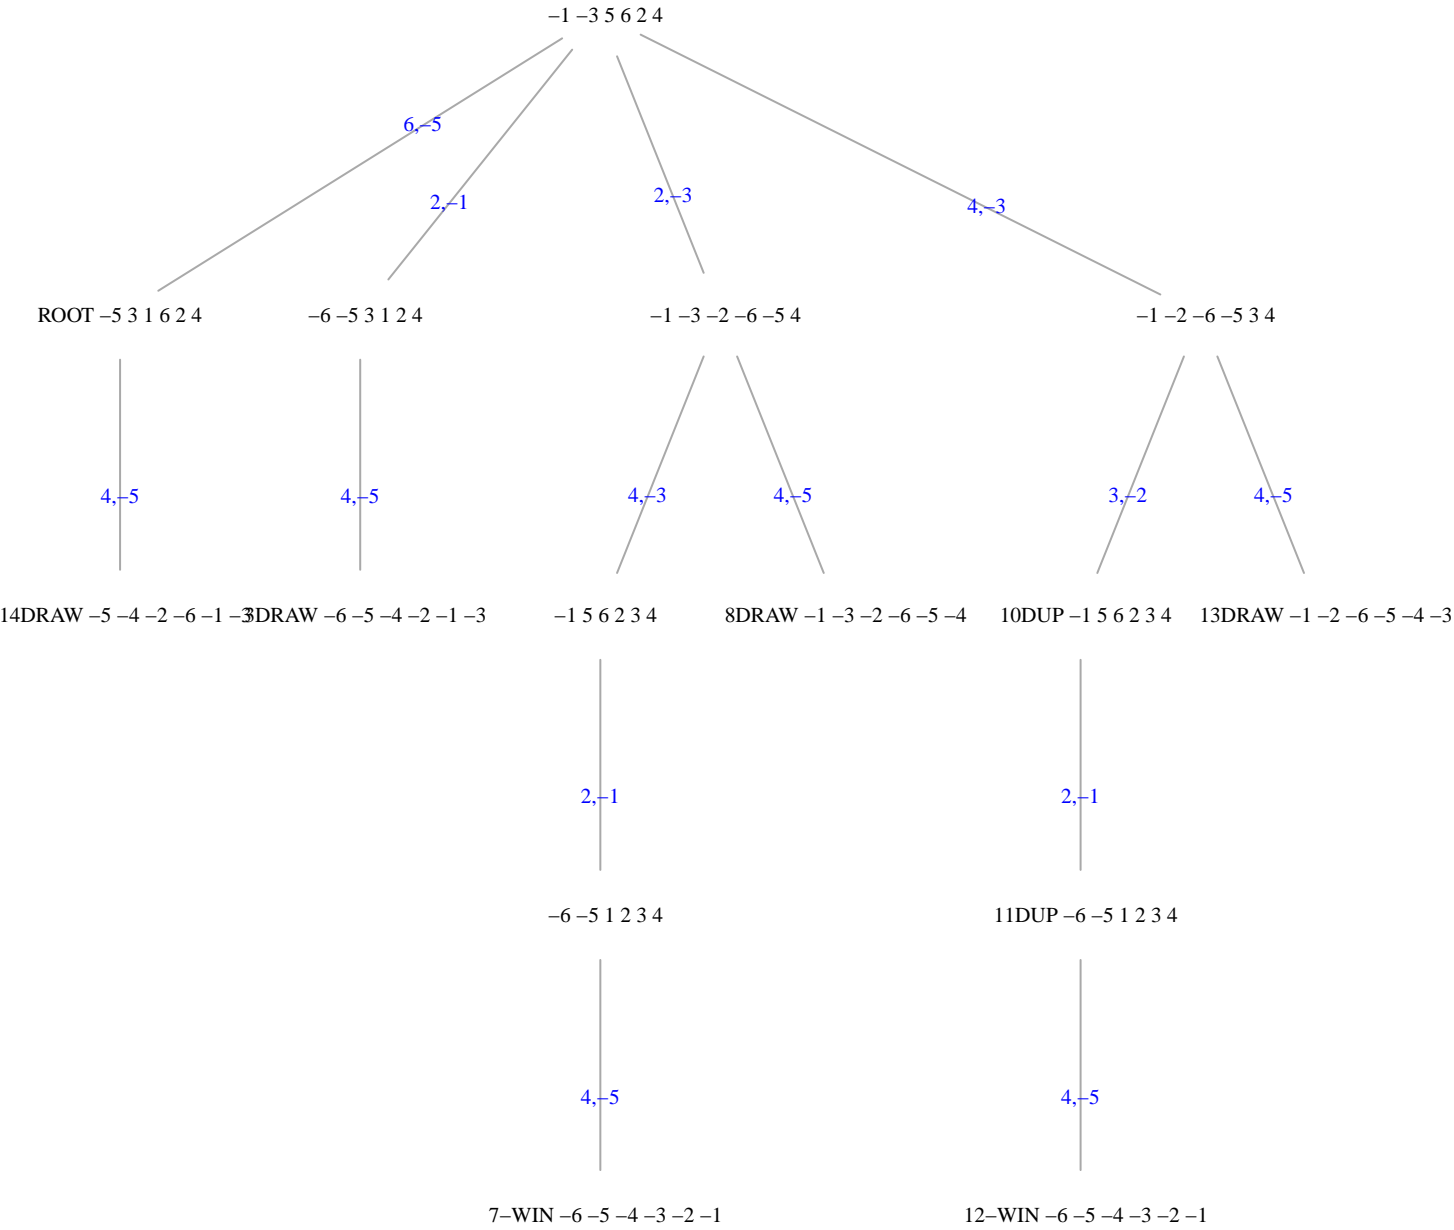 –1 –3 5 6 2 4
6,–5
2,–1
2,–3
4,–3
ROOT –5 3 1 6 2 4
–6 –5 3 1 2 4
–1 –3 –2 –6 –5 4
–1 –2 –6 –5 3 4
4,–5
4,–5
4,–3
4,–5
3,–2
4,–5
14DRAW –5 –4 –2 –6 –1 –3
3DRAW –6 –5 –4 –2 –1 –3
–1 5 6 2 3 4
8DRAW –1 –3 –2 –6 –5 –4
10DUP –1 5 6 2 3 4
13DRAW –1 –2 –6 –5 –4 –3
2,–1
2,–1
–6 –5 1 2 3 4
11DUP –6 –5 1 2 3 4
4,–5
4,–5
7–WIN –6 –5 –4 –3 –2 –1
12–WIN –6 –5 –4 –3 –2 –1